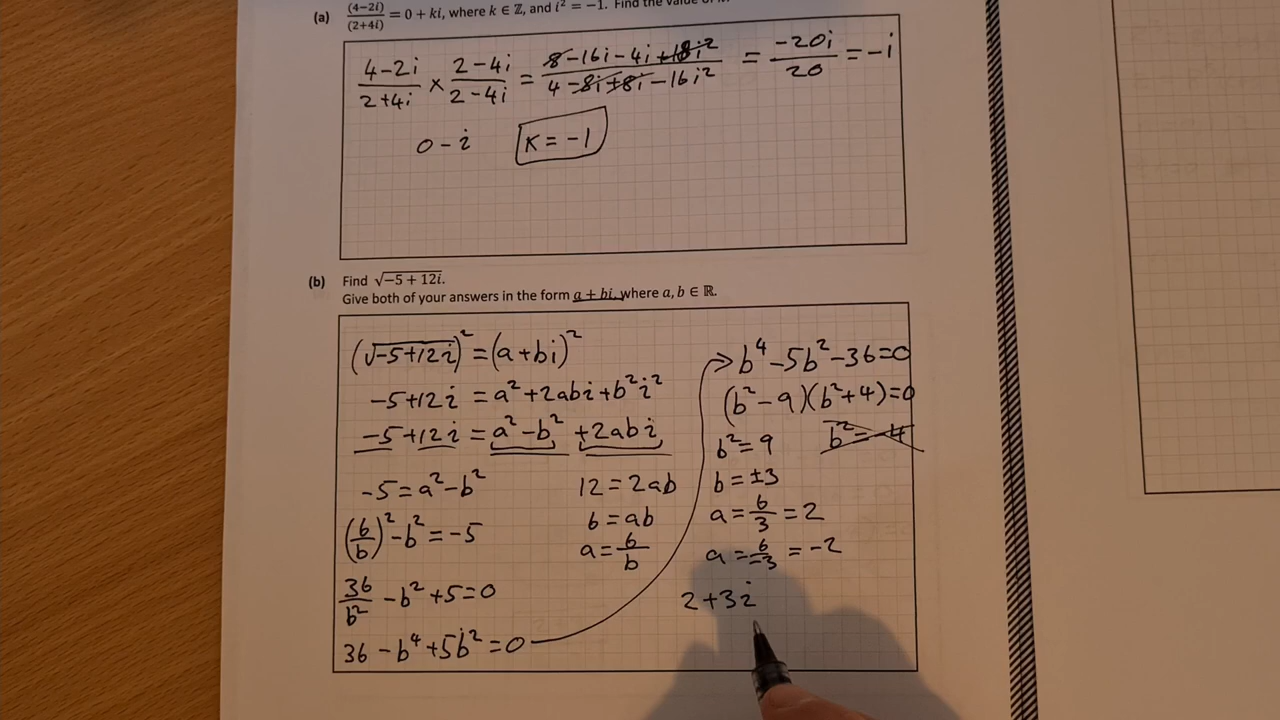 (a) (4−2i)/(2+4i) = 0 + ki, where k ∈ ℤ, and i² = −1. Find the value of k.
4-2i/2+4i × 2-4i/2-4i = 8-16i-4i+8i²/4-8i+8i-16i² = -20i/20 = -i
0-i K=-1
(b) Find √−5 + 12i.
Give both of your answers in the form a + bi, where a, b ∈ ℝ.
(√-5+12i)² = (a+bi)²
-5+12i = a²+2abi+b²i²
-5+12i = a²-b² +2abi
-5=a²-b²
(6/b)²-b²=-5
36/b² -b²+5=0
36-b⁴+5b²=0
12=2ab
6=ab
a=6/b
b⁴-5b²-36=0
(b²-9)(b²+4)=0
b²=9 b²=-4
b=±3
a=6/3=2
a=6/-3=-2
2+3i